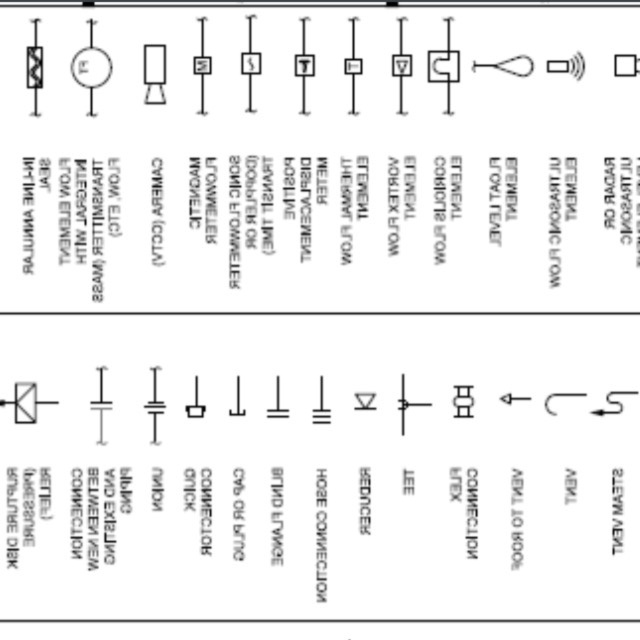 IN-LINE ANNULAR
SEAL
FT
FLOW ELEMENT
INTEGRAL WITH
TRANSMITTER (MASS
FLOW, ETC)
CAMERA (CCTV)
M
MAGNETIC
FLOWMETER
SONIC FLOWMETER
(DOPPLER OR
TRANSIT TIME)
POSITIVE
DISPLACEMENT
METER
T
THERMAL FLOW
ELEMENT
VORTEX FLOW
ELEMENT
CORIOLIS FLOW
ELEMENT
FLOAT LEVEL
ELEMENT
ULTRASONIC FLOW
ELEMENT
RADAR OR
ULTRASONIC
RUPTURE DISK
(PRESSURE
RELIEF)
CONNECTION
BETWEEN NEW
AND EXISTING
PIPING
UNION
QUICK
CONNECTOR
CAP OR PLUG
BLIND FLANGE
HOSE CONNECTION
REDUCER
TEE
FLEX
CONNECTION
VENT TO ROOF
VENT
STEAM VENT